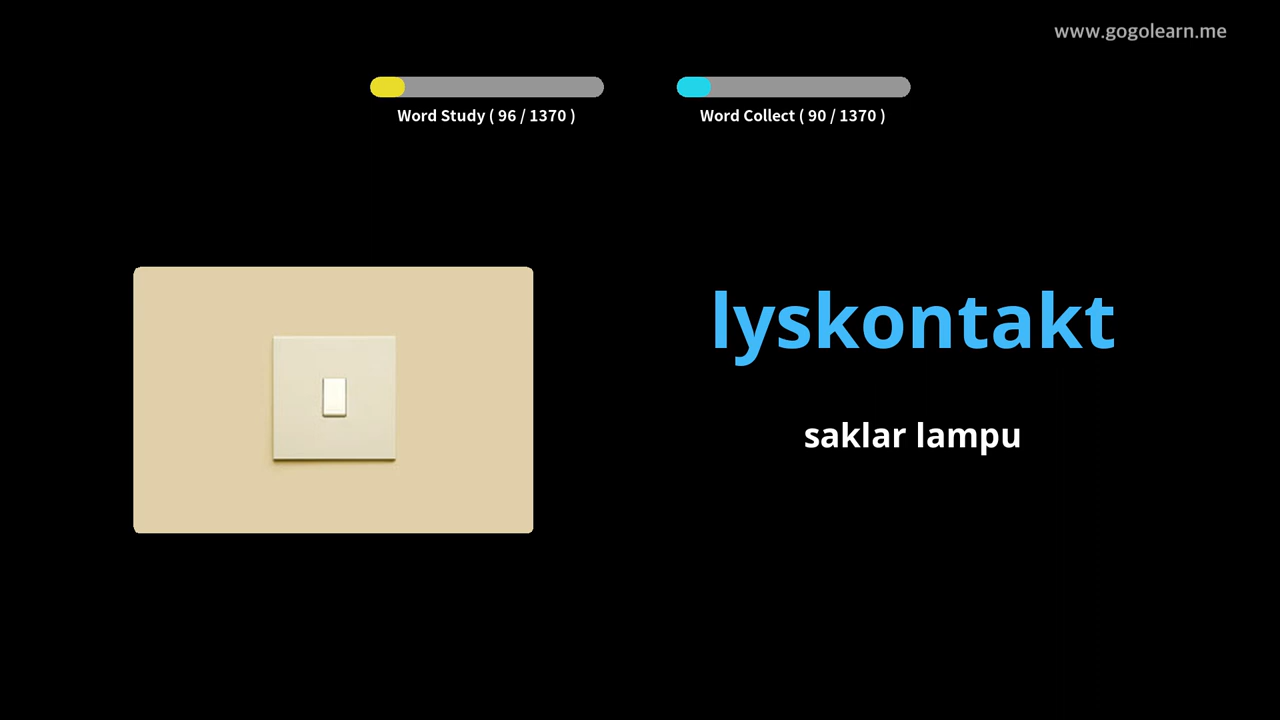 www.gogolearn.me
Word Study ( 96 / 1370 )
Word Collect ( 90 / 1370 )
lyskontakt
saklar lampu